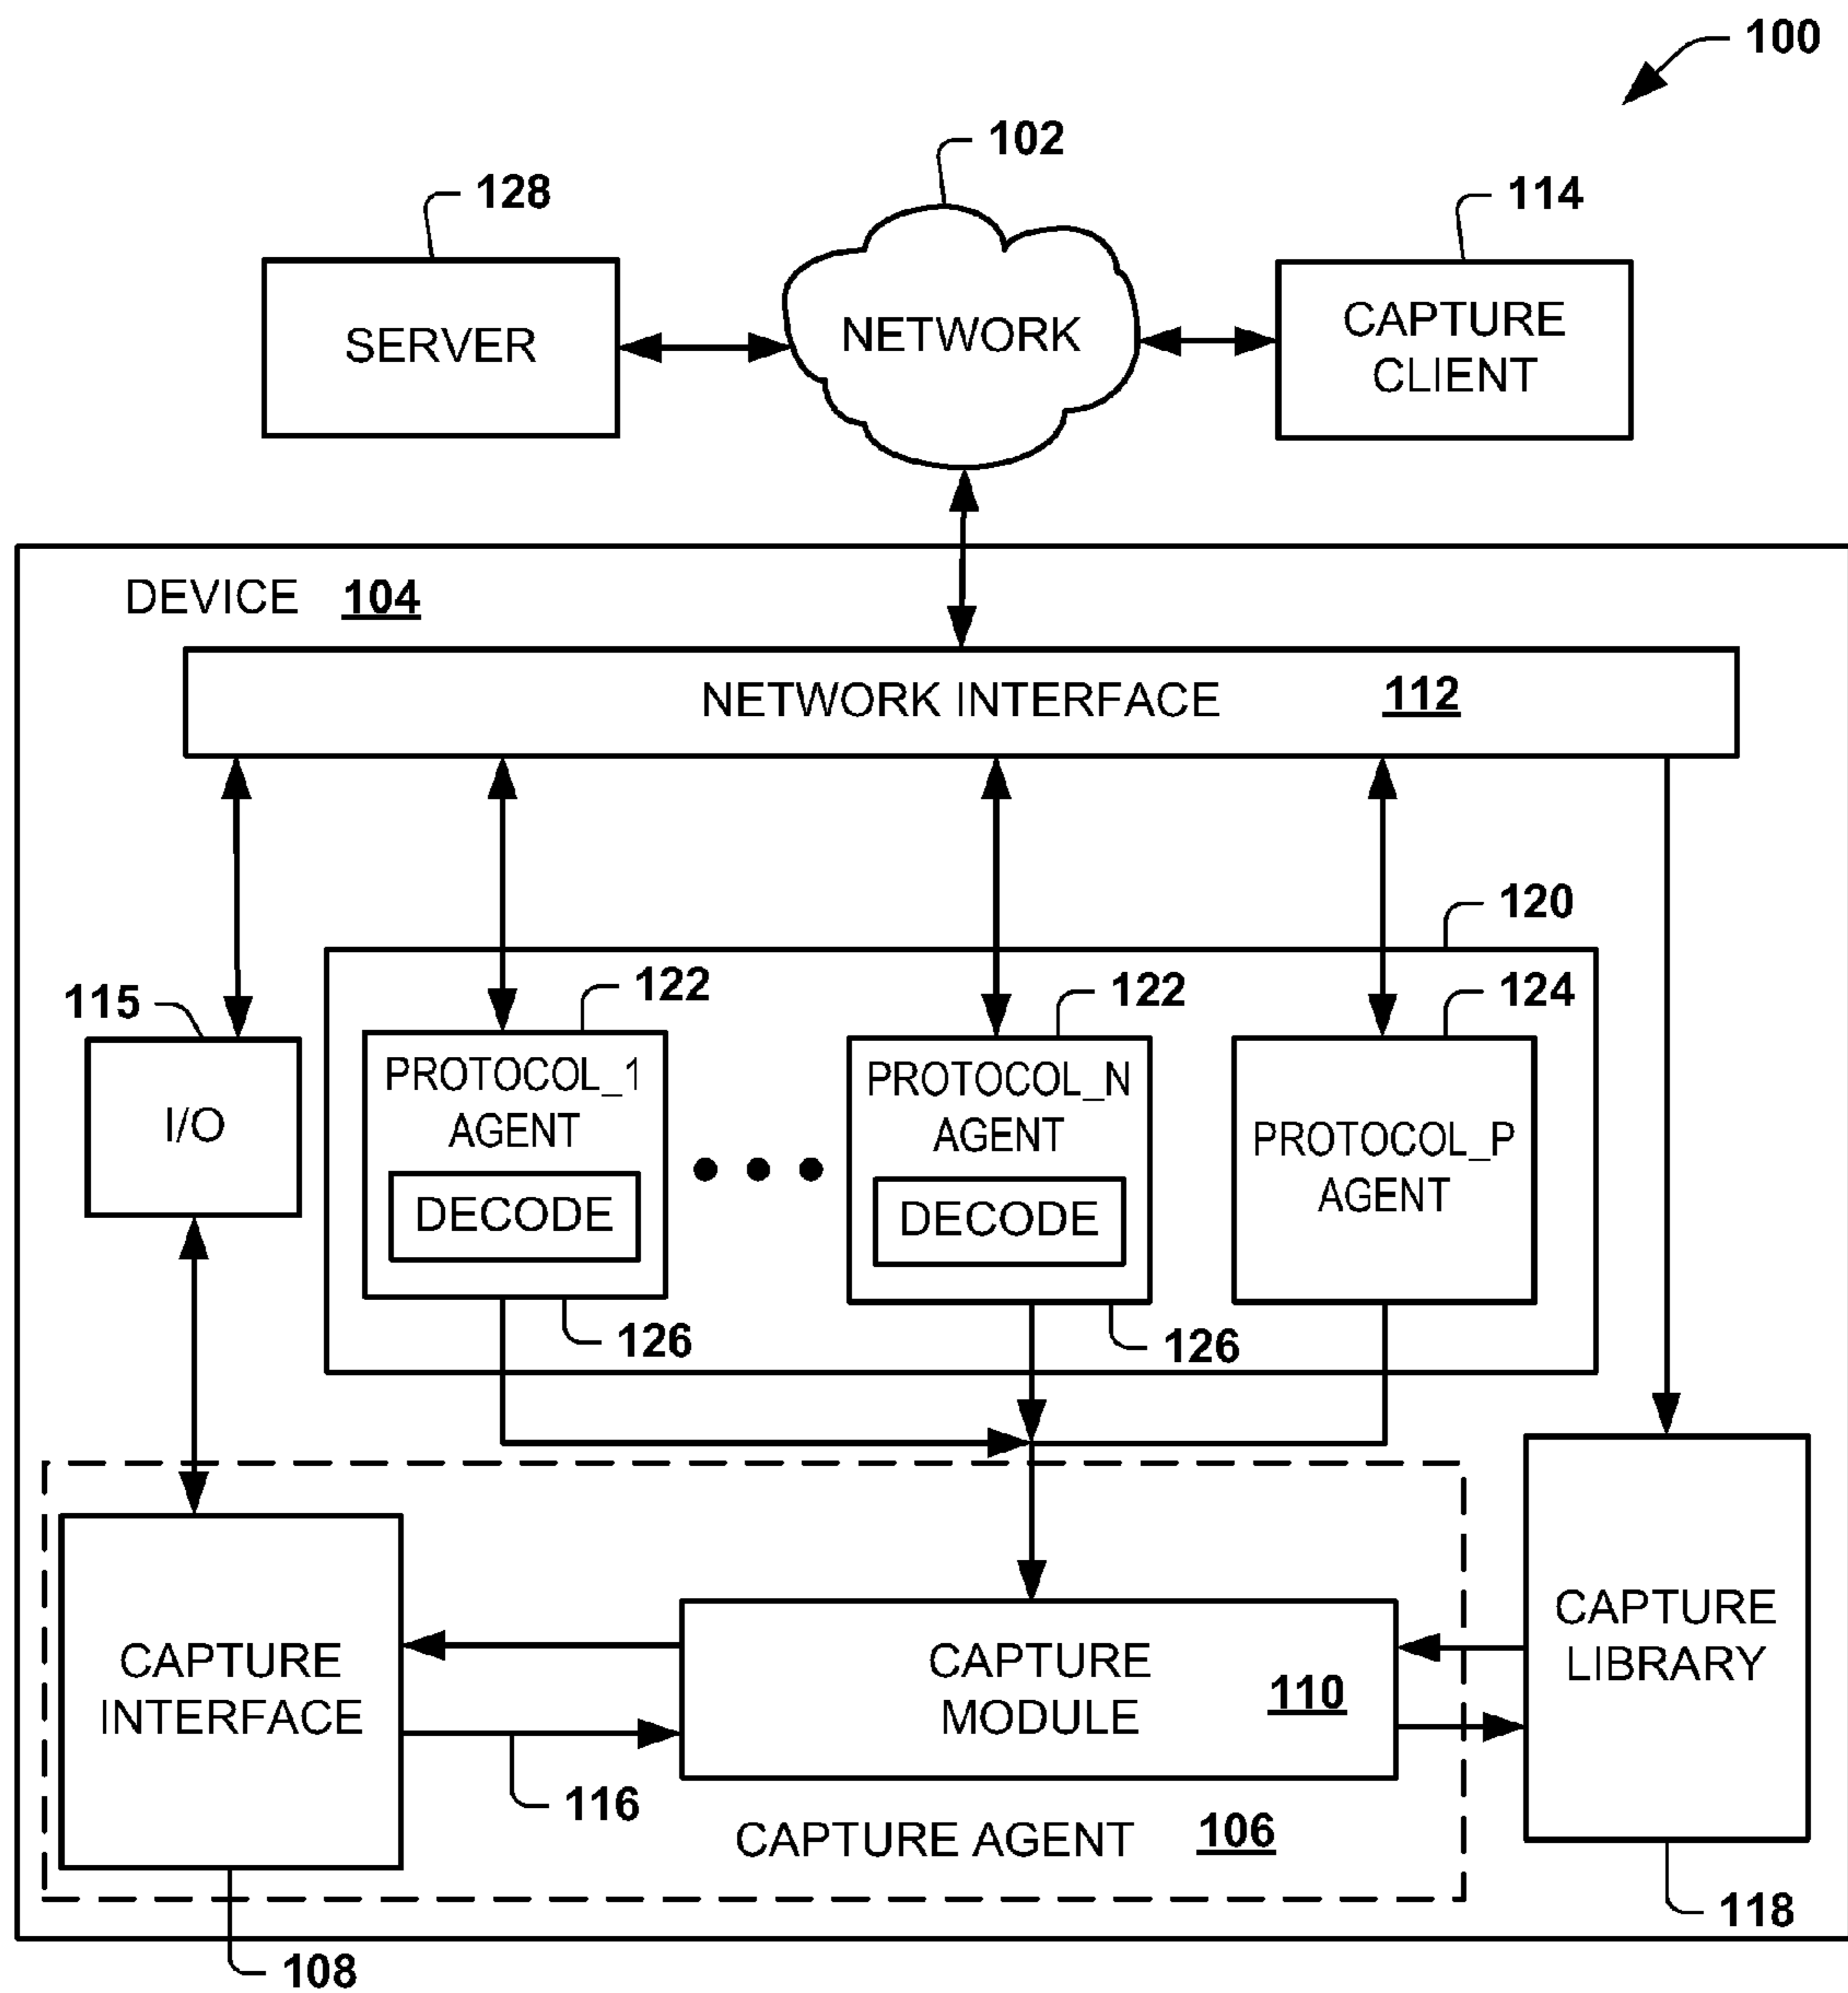 100
102
128
114
SERVER
NETWORK
CAPTURE
CLIENT
DEVICE 104
NETWORK INTERFACE 112
120
115
122
122
124
I/O
PROTOCOL_1
AGENT
DECODE
PROTOCOL_N
AGENT
DECODE
PROTOCOL_P
AGENT
126
126
CAPTURE
INTERFACE
CAPTURE
MODULE
110
CAPTURE
LIBRARY
116
CAPTURE AGENT 106
118
108